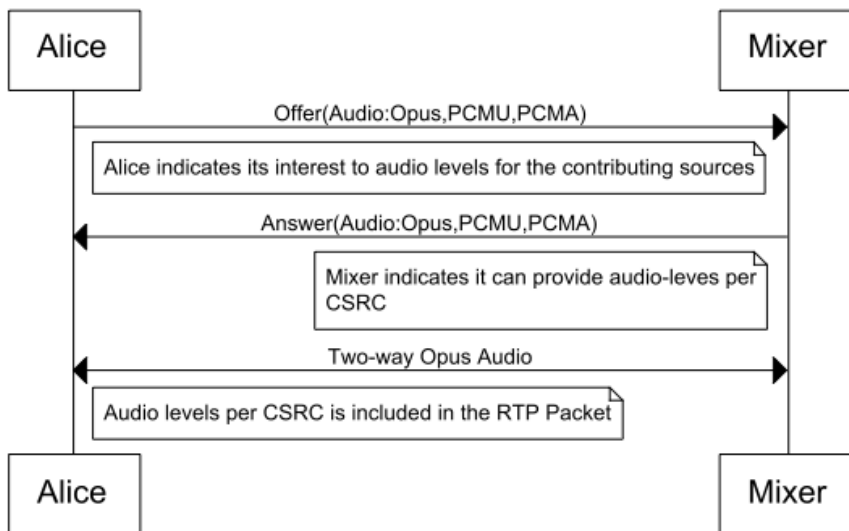 Alice Mixer
Offer(Audio:Opus,PCMU,PCMA)
Alice indicates its interest to audio levels for the contributing sources
Answer(Audio:Opus,PCMU,PCMA)
Mixer indicates it can provide audio-leves per
CSRC
Two-way Opus Audio
Audio levels per CSRC is included in the RTP Packet
Alice Mixer